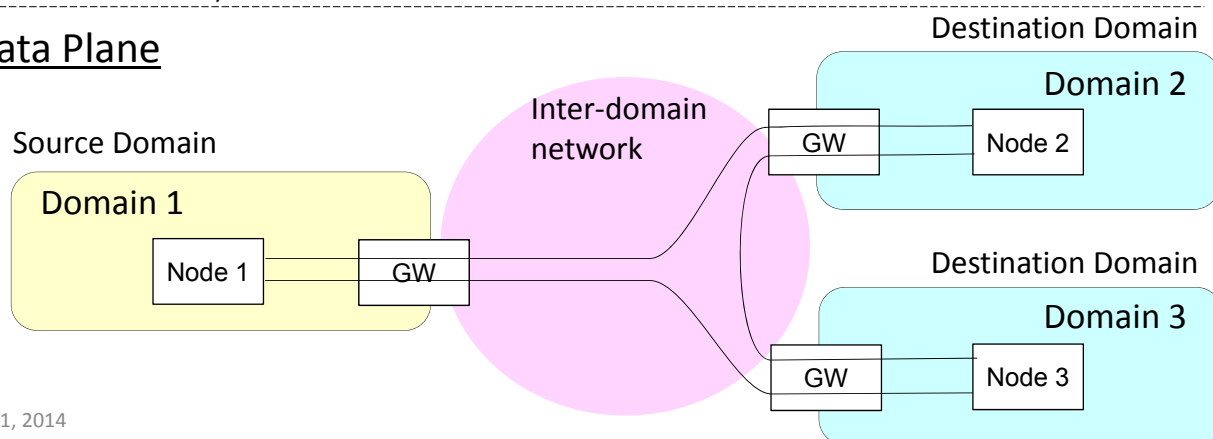 Destination Domain
ata Plane
Domain 2
Inter-domain
network
GW
Node 2
Source Domain
Domain 1
Node 1
GW
Destination Domain
Domain 3
GW
Node 3
1, 2014